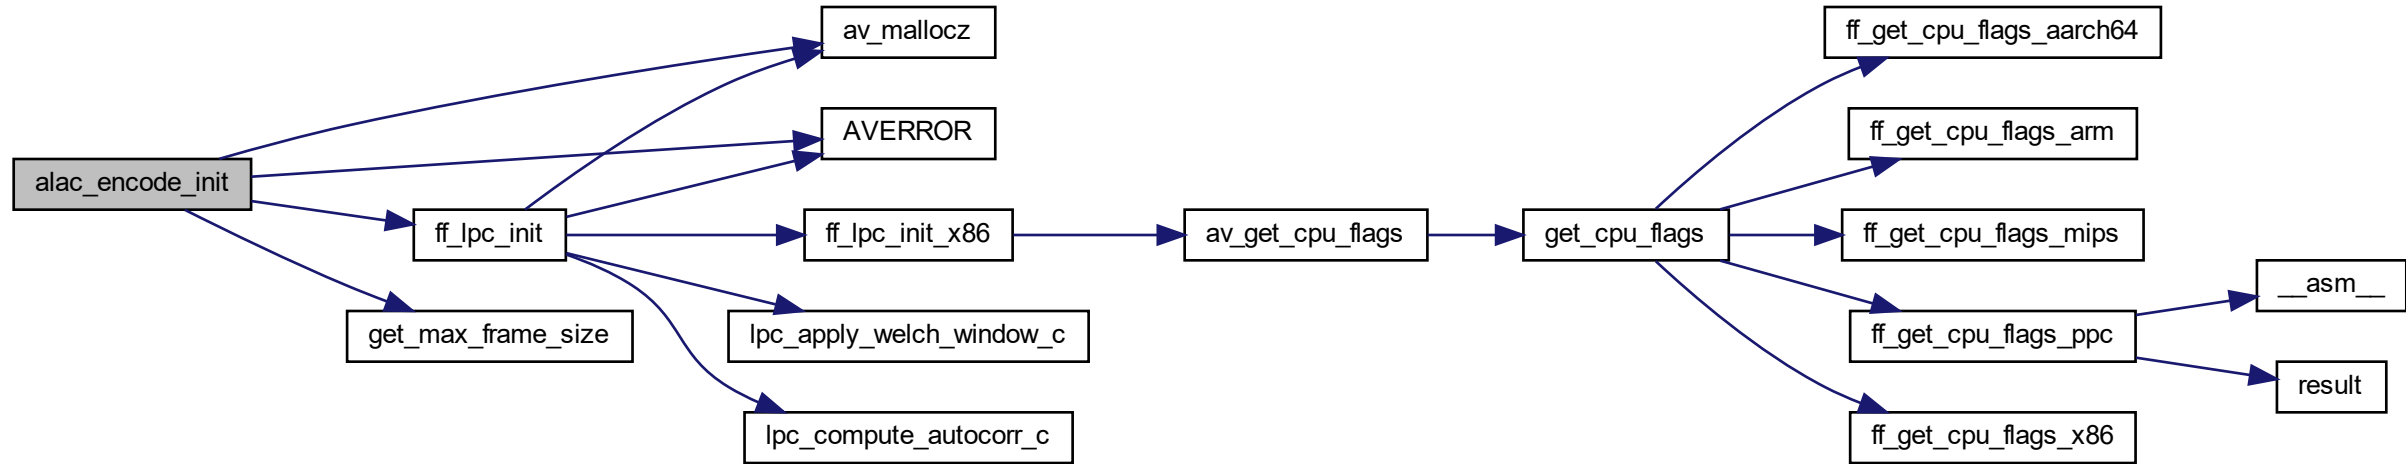 alac_encode_init
av_mallocz
AVERROR
ff_lpc_init
get_max_frame_size
ff_lpc_init_x86
lpc_apply_welch_window_c
lpc_compute_autocorr_c
av_get_cpu_flags
get_cpu_flags
ff_get_cpu_flags_aarch64
ff_get_cpu_flags_arm
ff_get_cpu_flags_mips
ff_get_cpu_flags_ppc
ff_get_cpu_flags_x86
__asm__
result